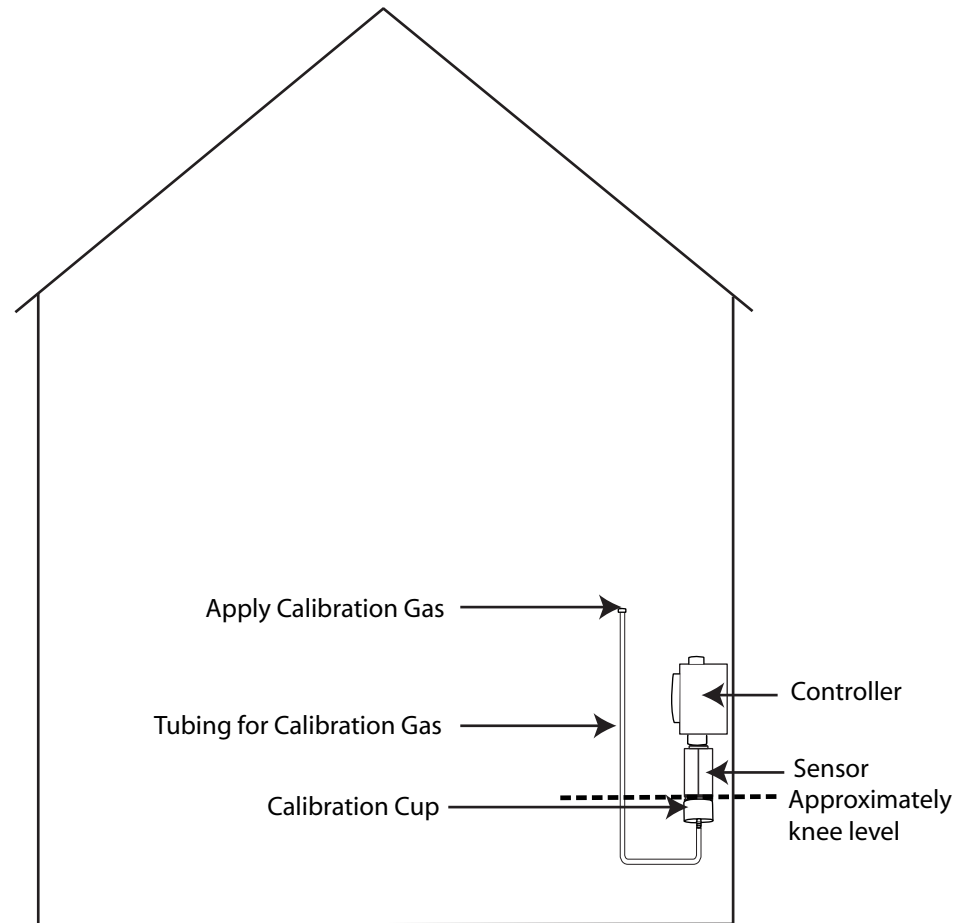 Apply Calibration Gas
Controller
Tubing for Calibration Gas
Sensor
Approximately
knee level
Calibration Cup